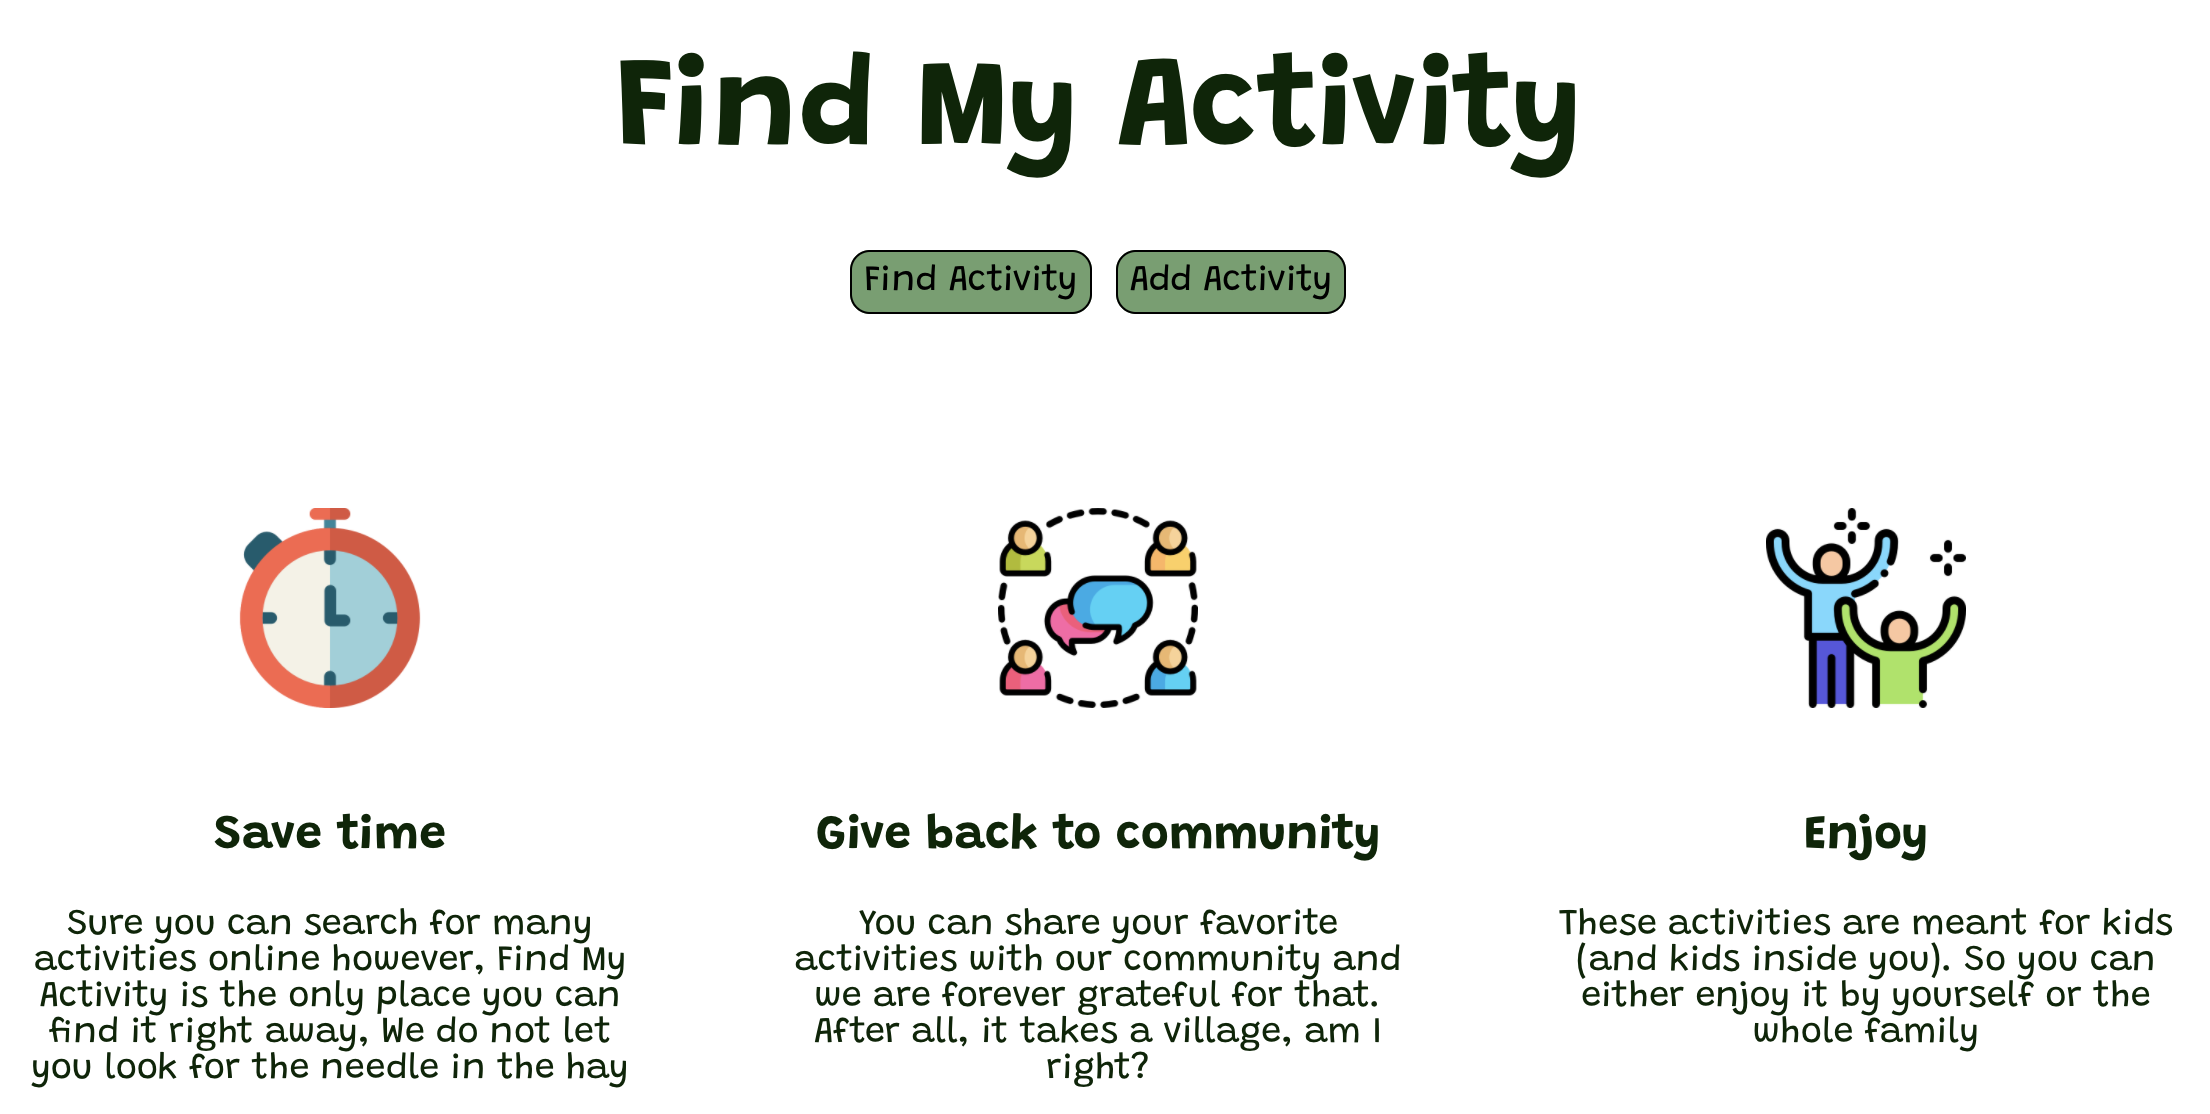 Find My Activity
Find Activity
Add Activity
Save time
Sure you can search for many
activities online however, Find My
Activity is the only place you can
find it right away, We do not let
you look for the needle in the hay
Give back to community
You can share your favorite
activities with our community and
we are forever grateful for that.
After all, it takes a village, am I
right?
Enjoy
These activities are meant for kids
(and kids inside you). So you can
either enjoy it by yourself or the
whole family